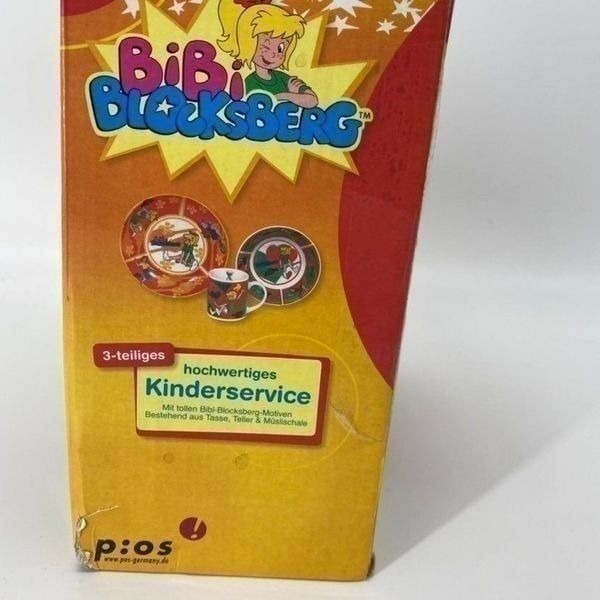 BiBi
BLOCKSBERG™
3-teiliges
hochwertiges
Kinderservice
Mit tollen Bibi-Blocksberg-Motiven
Bestehend aus Tasse, Teller & Müslischale
p:os
www.pos-germany.de